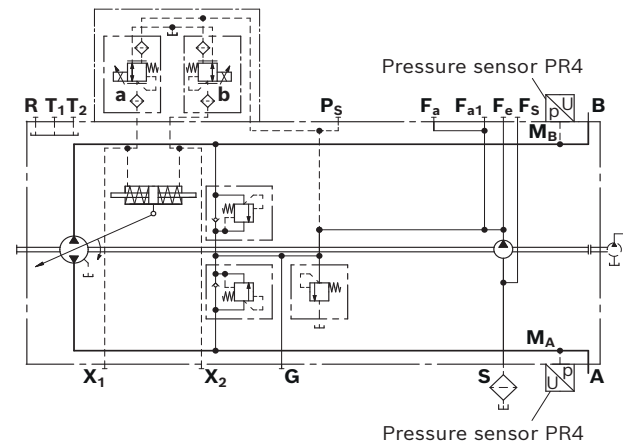 a b
Pressure sensor PR4
R T1 T2 PS Fa Fa1 Fe FS p U B
MB
MA
X1 X2 G S U p A
Pressure sensor PR4